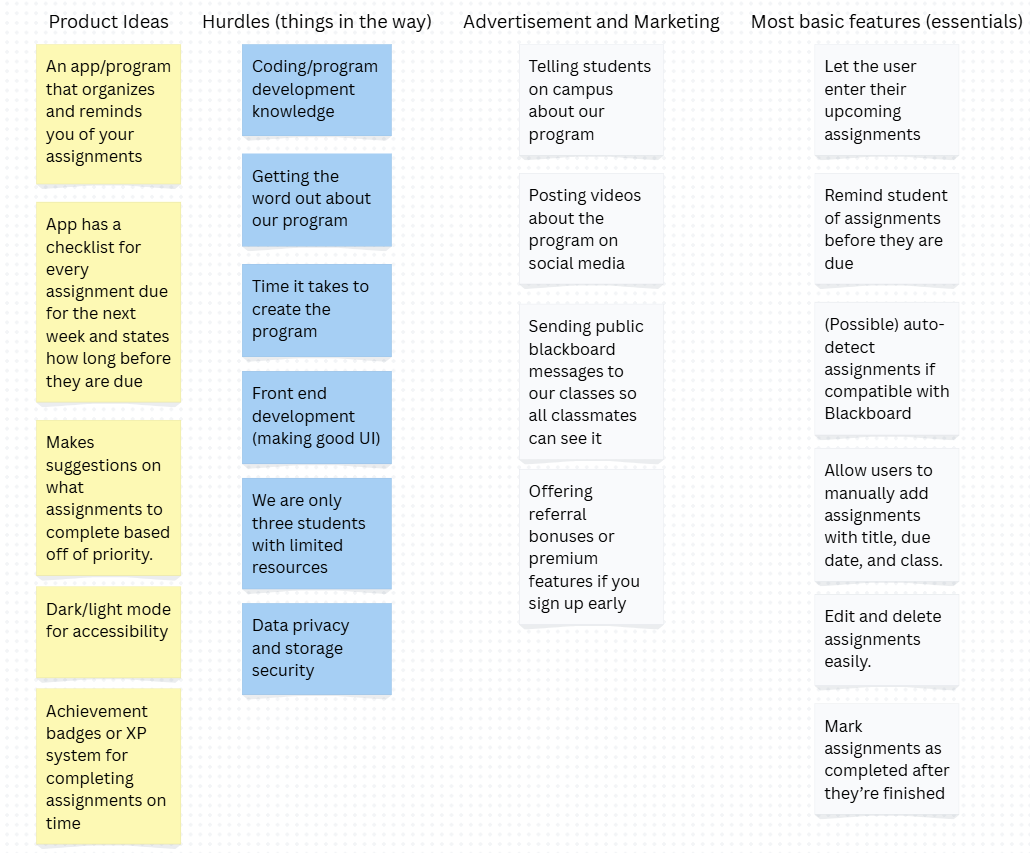 Product Ideas
An app/program
that organizes
and reminds
you of your
assignments
App has a
checklist for
every
assignment due
for the next
week and states
how long before
they are due
Makes
suggestions on
what
assignments to
complete based
off of priority.
Dark/light mode
for accessibility
Achievement
badges or XP
system for
completing
assignments on
time
Hurdles (things in the way)
Coding/program
development
knowledge
Getting the
word out about
our program
Time it takes to
create the
program
Front end
development
(making good UI)
We are only
three students
with limited
resources
Data privacy
and storage
security
Advertisement and Marketing
Telling students
on campus
about our
program
Posting videos
about the
program on
social media
Sending public
blackboard
messages to
our classes so
all classmates
can see it
Offering
referral
bonuses or
premium
features if you
sign up early
Most basic features (essentials)
Let the user
enter their
upcoming
assignments
Remind student
of assignments
before they are
due
(Possible) auto-
detect
assignments if
compatible with
Blackboard
Allow users to
manually add
assignments
with title, due
date, and class.
Edit and delete
assignments
easily.
Mark
assignments as
completed after
they’re finished